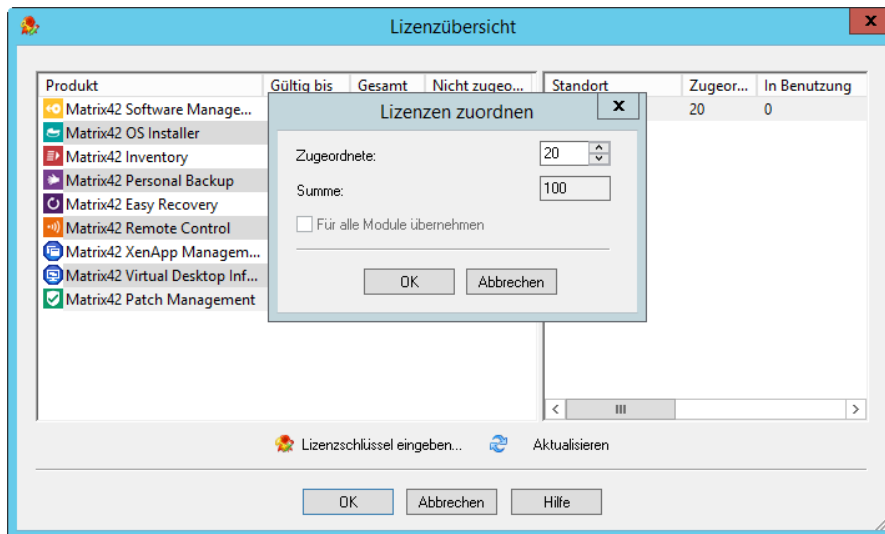 Lizenzübersicht
x
Produkt Gültig bis Gesamt Nicht zugeo... Standort Zugeor... In Benutzung
Matrix42 Software Manage... 20 0
Matrix42 OS Installer
Matrix42 Inventory
Matrix42 Personal Backup
Matrix42 Easy Recovery
Matrix42 Remote Control
Matrix42 XenApp Managem...
Matrix42 Virtual Desktop Inf...
Matrix42 Patch Management
Lizenzen zuordnen
x
Zugeordnete: 20
Summe: 100
Für alle Module übernehmen
OK Abbrechen
Lizenzschlüssel eingeben... Aktualisieren
OK Abbrechen Hilfe